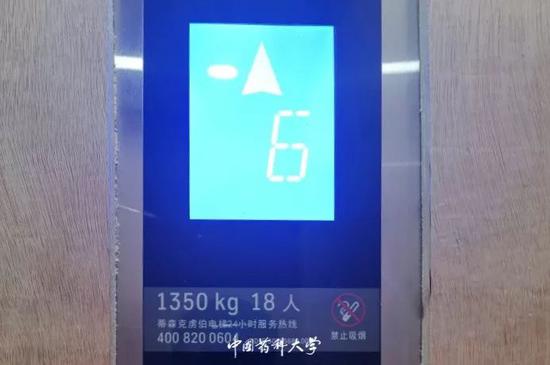 6
1350 kg 18 人
蒂森克虏伯电梯24小时服务热线
400 820 0604
禁止吸烟
中国药科大学